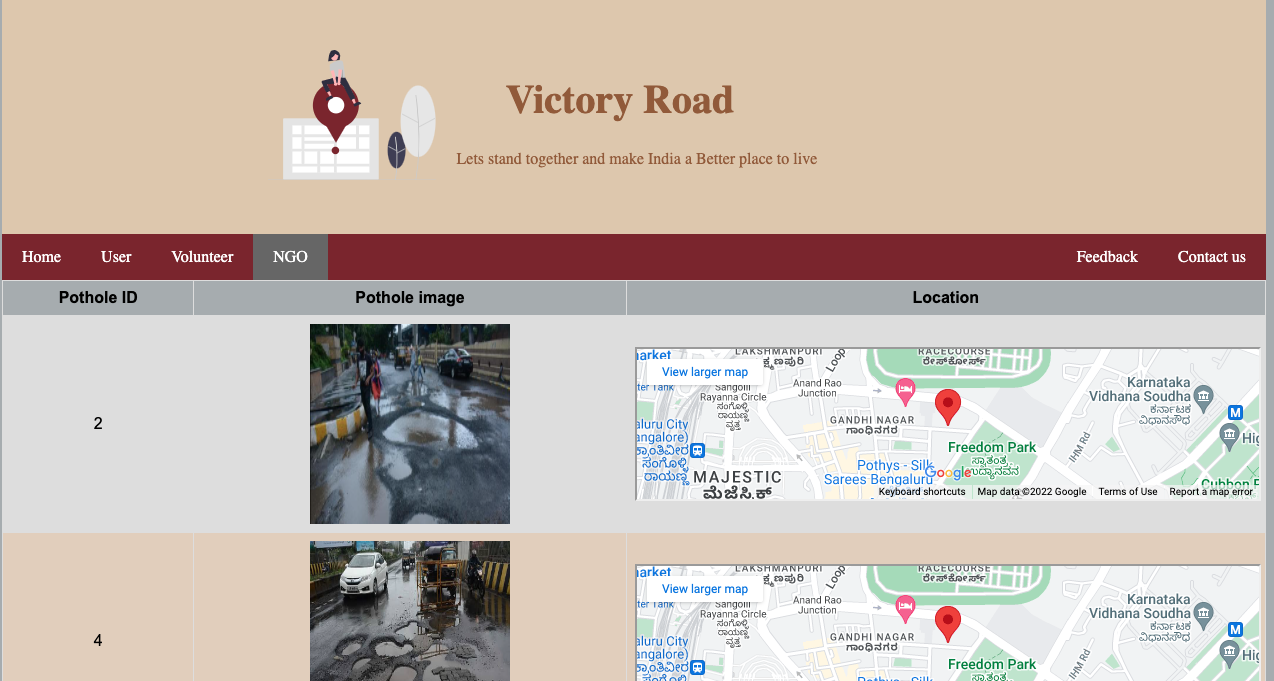 Victory Road
Lets stand together and make India a Better place to live
Home User Volunteer NGO Feedback Contact us
Pothole ID Pothole image Location
2
arket
View larger map
LAKSHMANPURI
ಕ್ಷ್ಮಣಪುರಿ
Loop
RACECOURSE
ರೇಸ್‌ಕೋರ್ಸ್
ter Tank
Sangolli
Rayanna Circle
ಸಂಗೊಳ್ಳಿ
ರಾಯಣ್ಣ
ವೃತ್ತ
Anand Rao
Junction
GANDHI NAGAR
ಗಾಂಧಿನಗರ
Karnataka
Vidhana Soudha
ಕರ್ನಾಟಕ
ವಿಧಾನಸೌಧ
M
Hig
aluru City
angalore)
ಕ್ರಾಂತಿವೀರ
ಸಂಗೊಳ್ಳಿ
ರಾಯಣ್ಣ
MAJESTIC
ಮೆಜೆಸ್ಟಿಕ್
Freedom Park
ಸ್ವಾತಂತ್ರ್ಯ
ಉದ್ಯಾನವನ
IHM Rd
Pothys - Silk
Sarees Bengaluru
Google
Cubbon P
Keyboard shortcuts Map data ©2022 Google Terms of Use Report a map error
4
arket
View larger map
LAKSHMANPURI
ಕ್ಷ್ಮಣಪುರಿ
Loop
RACECOURSE
ರೇಸ್‌ಕೋರ್ಸ್
ter Tank
Sangolli
Rayanna Circle
ಸಂಗೊಳ್ಳಿ
ರಾಯಣ್ಣ
ವೃತ್ತ
Anand Rao
Junction
GANDHI NAGAR
ಗಾಂಧಿನಗರ
Karnataka
Vidhana Soudha
ಕರ್ನಾಟಕ
ವಿಧಾನಸೌಧ
M
Hig
aluru City
angalore)
ಕ್ರಾಂತಿವೀರ
Freedom Park
IHM Rd
Pothys - Silk